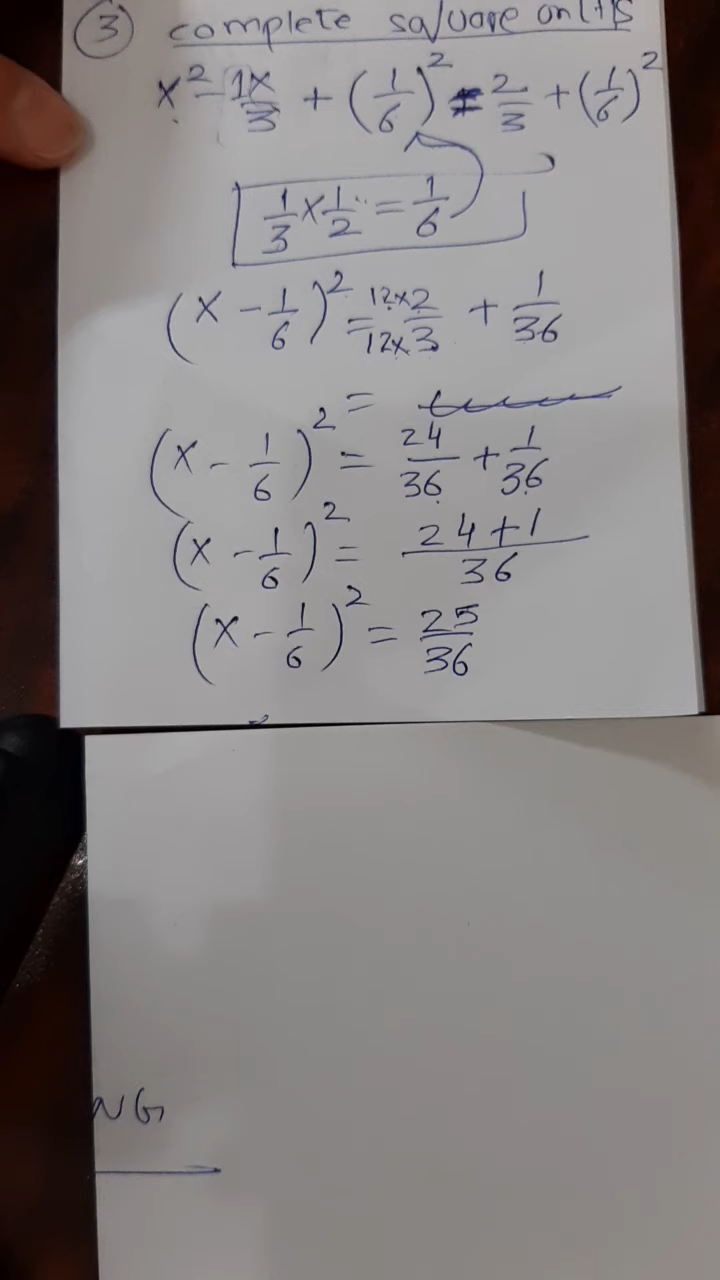 ③ complete square on LHS
x² - 1x/3 + (1/6)² = 2/3 + (1/6)²
1/3 × 1/2 = 1/6
(x - 1/6)² = 12×2/12×3 + 1/36
=
(x - 1/6)² = 24/36 + 1/36
(x - 1/6)² = 24+1/36
(x - 1/6)² = 25/36
NG